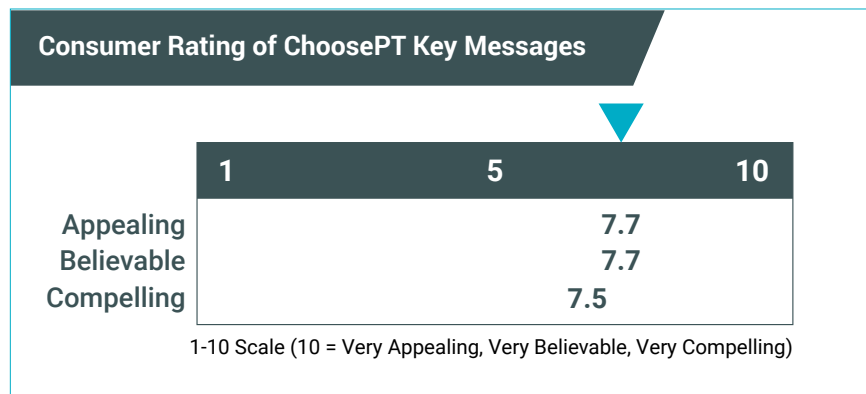 Consumer Rating of ChoosePT Key Messages
1 5 10
Appealing 7.7
Believable 7.7
Compelling 7.5
1-10 Scale (10 = Very Appealing, Very Believable, Very Compelling)